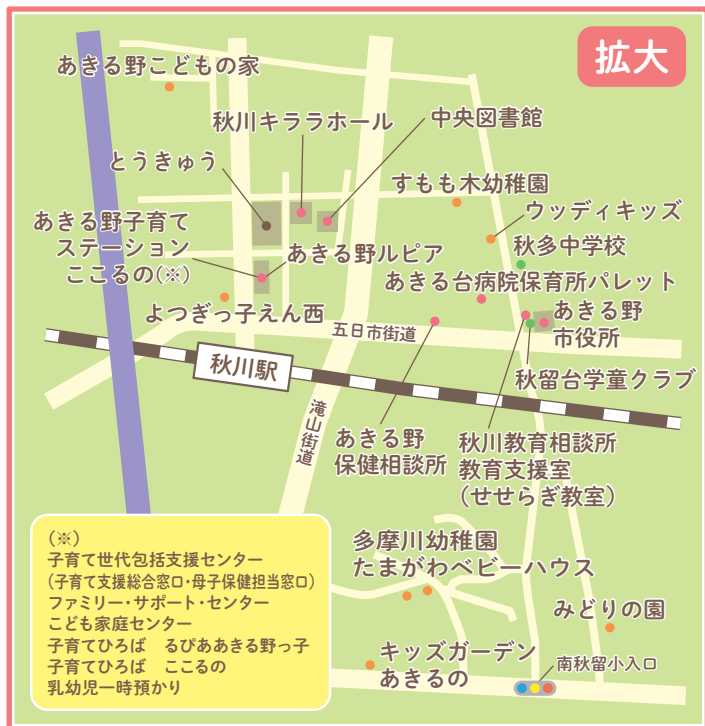 拡大
あきる野こどもの家
秋川キララホール
中央図書館
とうきゅう
すもも木幼稚園
ウッディキッズ
あきる野子育て
ステーション
こころの(※)
秋多中学校
あきる野ルピア
あきる台病院保育所パレット
よつぎっ子えん西
あきる野
市役所
五日市街道
秋川駅
秋留台学童クラブ
滝山街道
あきる野
保健相談所
秋川教育相談所
教育支援室
(せせらぎ教室)
(※)
子育て世代包括支援センター
(子育て支援総合窓口・母子保健担当窓口)
ファミリー・サポート・センター
こども家庭センター
子育てひろば　るぴああきる野っ子
子育てひろば　こころの
乳幼児一時預かり
多摩川幼稚園
たまがわベビーハウス
みどりの園
キッズガーデン
あきるの
南秋留小入口